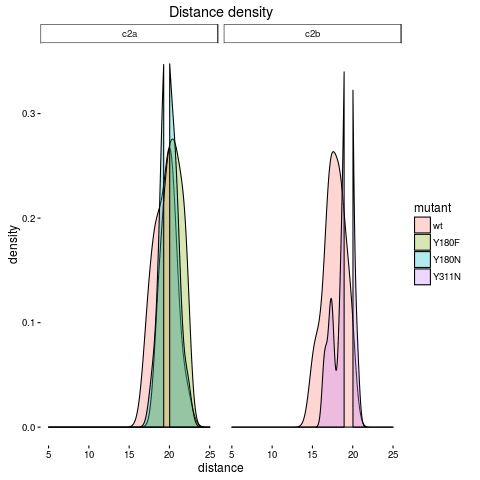 Distance density
c2a
c2b
density
0.3
0.2
0.1
0.0
5 10 15 20 25
5 10 15 20 25
distance
mutant
wt
Y180F
Y180N
Y311N